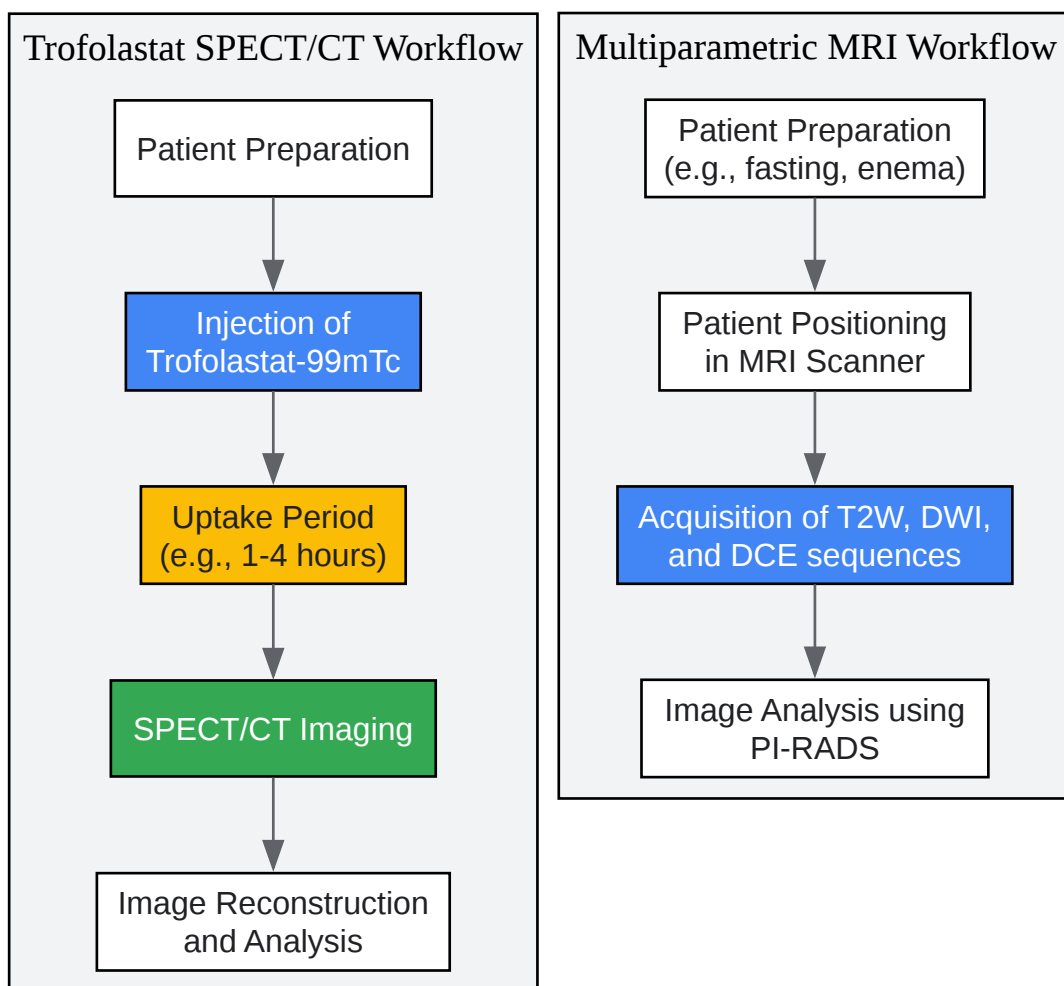 Trofolastat SPECT/CT Workflow
Patient Preparation
Injection of
Trofolastat-99mTc
Uptake Period
(e.g., 1-4 hours)
SPECT/CT Imaging
Image Reconstruction
and Analysis
Multiparametric MRI Workflow
Patient Preparation
(e.g., fasting, enema)
Patient Positioning
in MRI Scanner
Acquisition of T2W, DWI,
and DCE sequences
Image Analysis using
PI-RADS